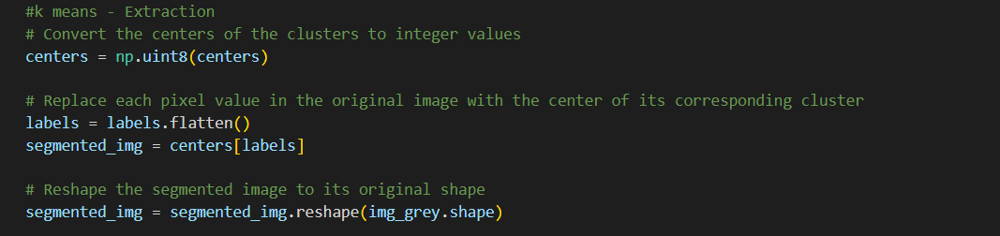 #k means - Extraction
# Convert the centers of the clusters to integer values
centers = np.uint8(centers)
# Replace each pixel value in the original image with the center of its corresponding cluster
labels = labels.flatten()
segmented_img = centers[labels]
# Reshape the segmented image to its original shape
segmented_img = segmented_img.reshape(img_grey.shape)